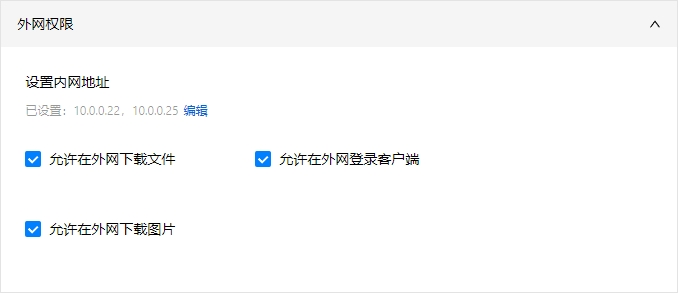 外网权限
设置内网地址
已设置：10.0.0.22，10.0.0.25 编辑
允许在外网下载文件 允许在外网登录客户端
允许在外网下载图片